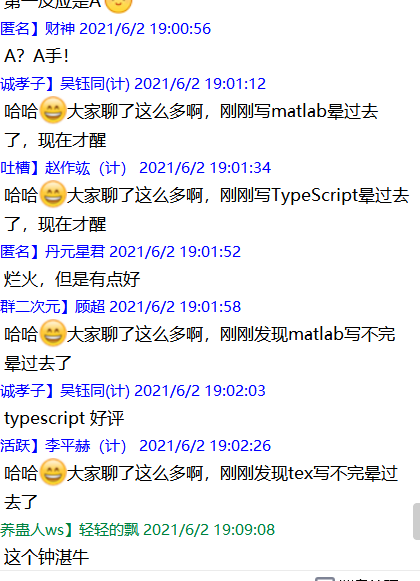 第一反应是A
匿名】财神 2021/6/2 19:00:56
A？A手！
诚孝子】吴钰同(计) 2021/6/2 19:01:12
哈哈😄大家聊了这么多啊，刚刚写matlab晕过去
了，现在才醒
吐槽】赵作竑（计） 2021/6/2 19:01:34
哈哈😄大家聊了这么多啊，刚刚写TypeScript晕过去
了，现在才醒
匿名】丹元星君 2021/6/2 19:01:52
烂火，但是有点好
群二次元】顾超 2021/6/2 19:01:58
哈哈😄大家聊了这么多啊，刚刚发现matlab写不完
晕过去了
诚孝子】吴钰同(计) 2021/6/2 19:02:03
typescript 好评
活跃】李平赫（计） 2021/6/2 19:02:26
哈哈😄大家聊了这么多啊，刚刚发现tex写不完晕过
去了
养蛊人ws】轻轻的飘 2021/6/2 19:09:08
这个钟湛牛